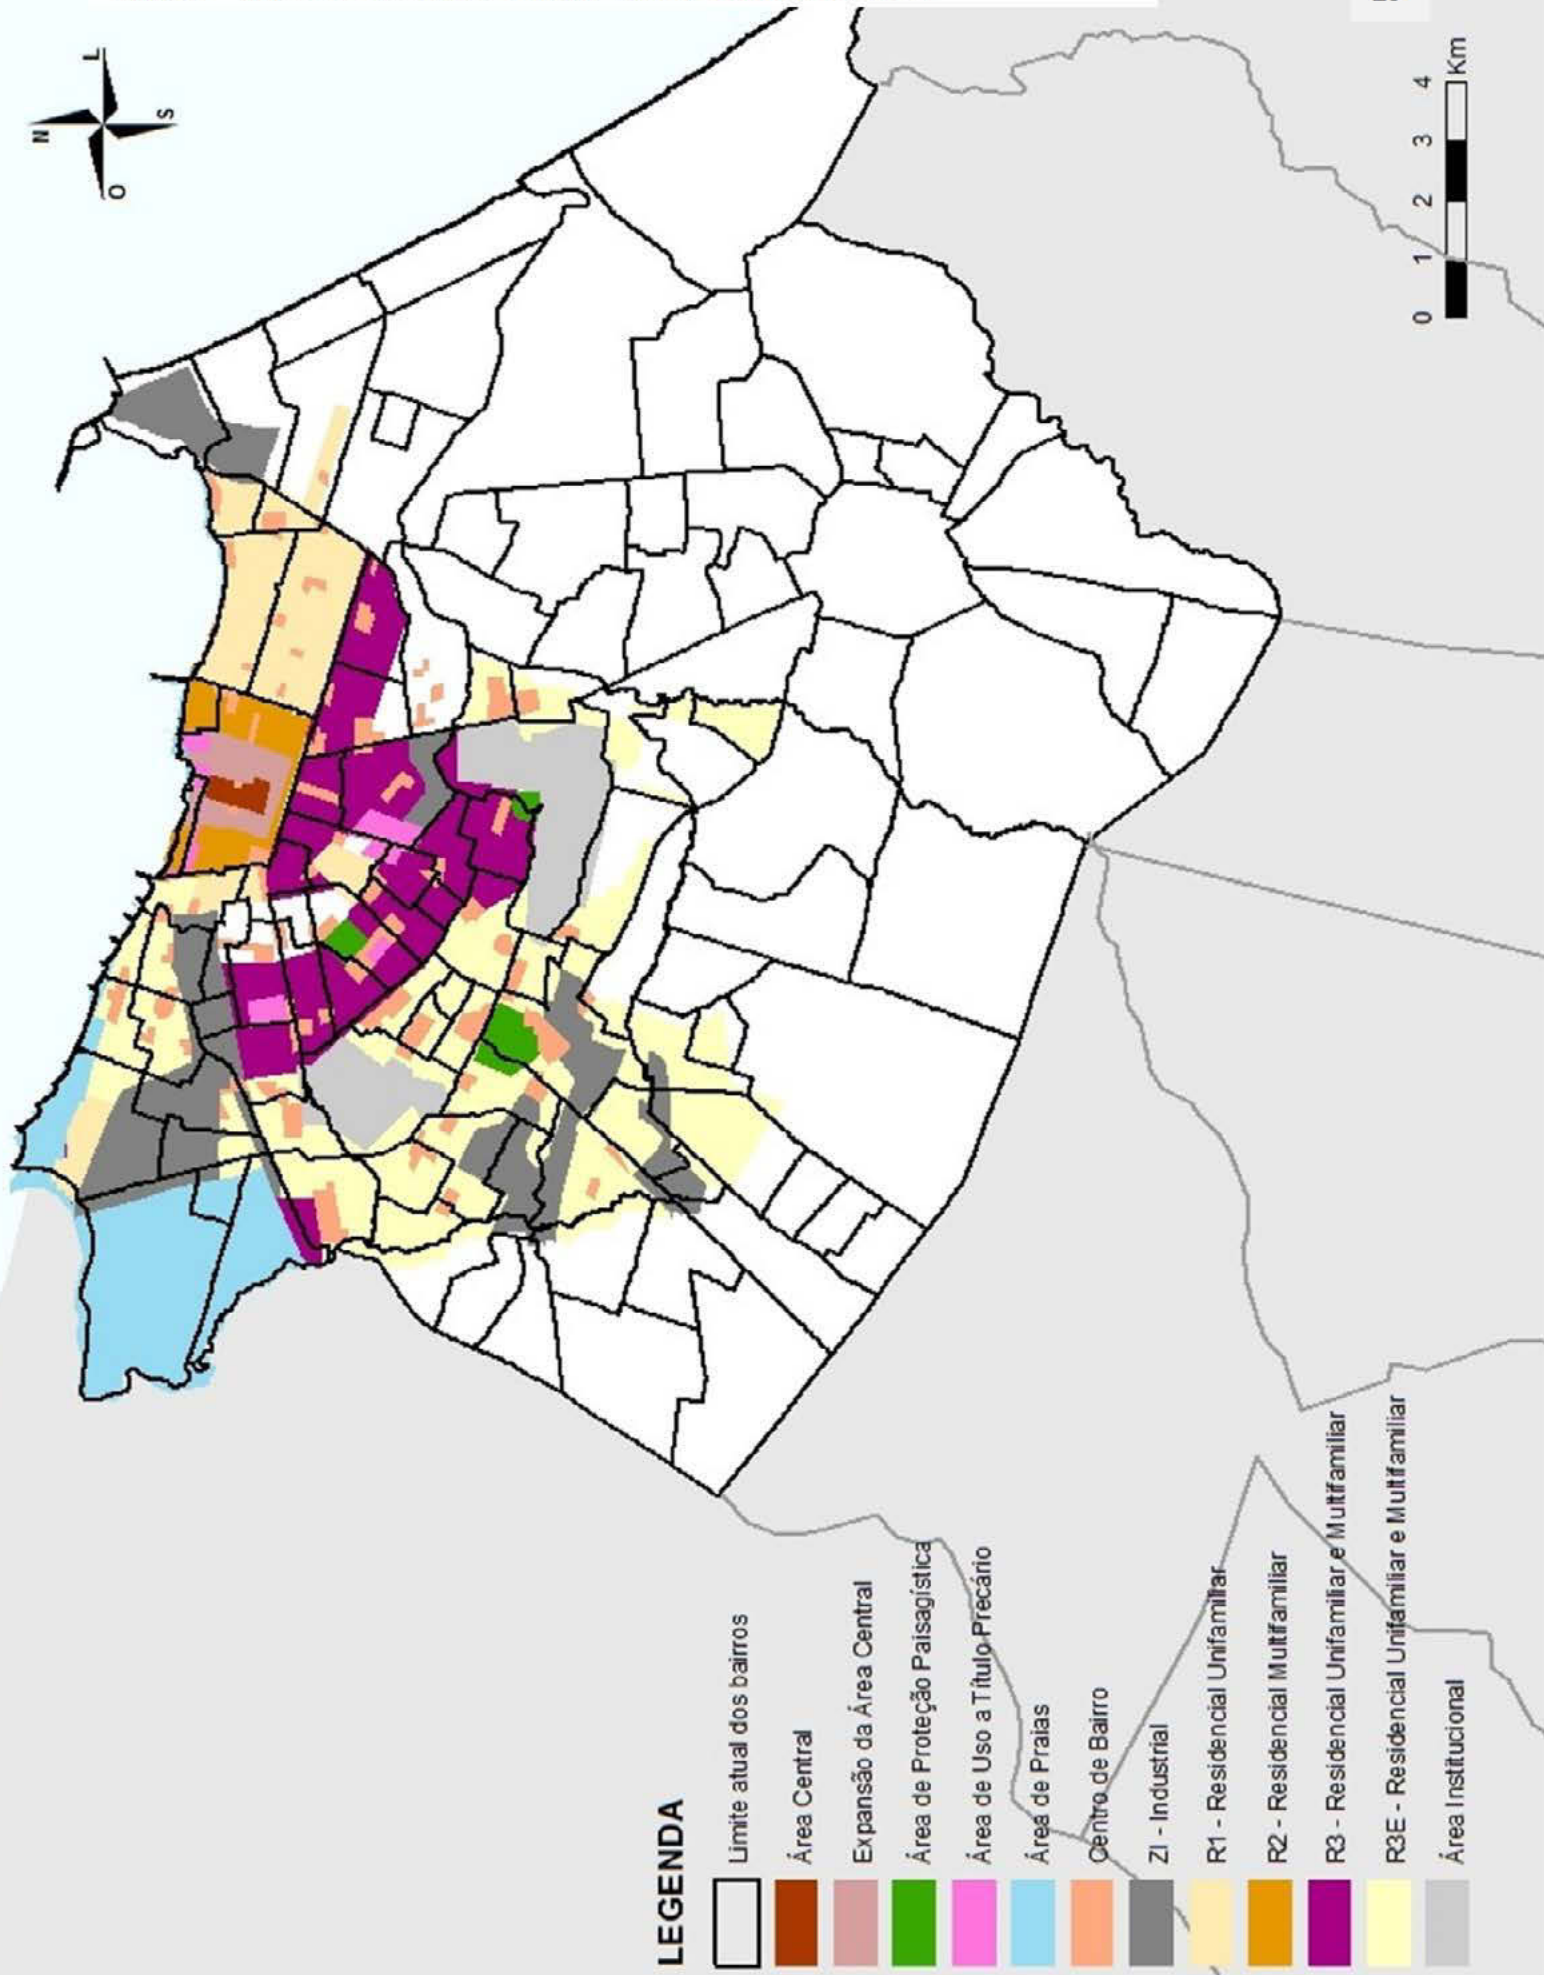 N
L
O
S
0 1 2 3 4
Km
LEGENDA
Limite atual dos bairros
Área Central
Expansão da Área Central
Área de Proteção Paisagística
Área de Uso a Título Precário
Área de Praias
Centro de Bairro
ZI - Industrial
R1 - Residencial Unifamiliar
R2 - Residencial Multifamiliar
R3 - Residencial Unifamiliar e Multifamiliar
R3E - Residencial Unifamiliar e Multifamiliar
Área Institucional